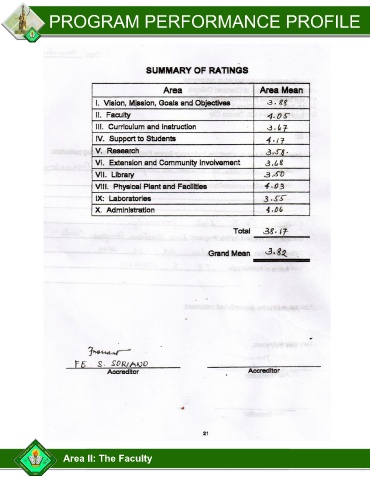 PROGRAM PERFORMANCE PROFILE
SUMMARY OF RATINGS
Area Area Mean
I. Vision, Mission, Goals and Objectives 3.88
II. Faculty 4.05
III. Curriculum and Instruction 3.67
IV. Support to Students 4.17
V. Research 3.58.
VI. Extension and Community Involvement 3.68
VII. Library 3.50
VIII. Physical Plant and Facilities 4.03
IX: Laboratories 3.55
X. Administration 4.06
Total 38.17
Grand Mean 3.82
FE S. SORIANO
Accreditor Accreditor
21
Area II: The Faculty